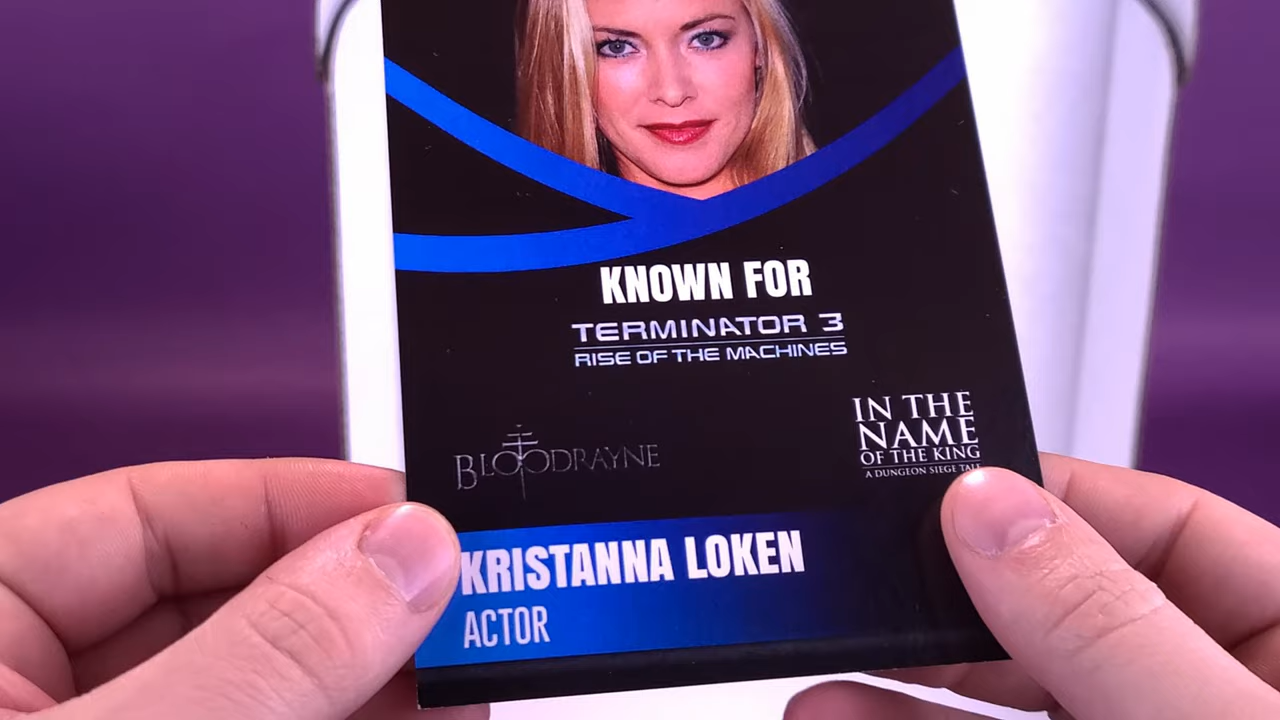 KNOWN FOR
TERMINATOR 3
RISE OF THE MACHINES
BLOODRAYNE
IN THE
NAME
OF THE KING
A DUNGEON SIEGE TALE
KRISTANNA LOKEN
ACTOR